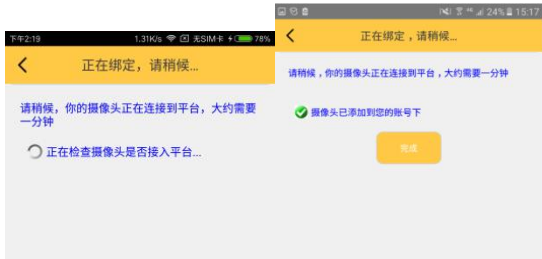 下午2:19
1.31K/s
无SIM卡
78%
正在绑定，请稍候...
请稍候，你的摄像头正在连接到平台，大约需要
一分钟
正在检查摄像头是否接入平台...
24%
15:17
正在绑定，请稍候...
请稍候，你的摄像头正在连接到平台，大约需要一分钟
摄像头已添加到您的账号下
完成